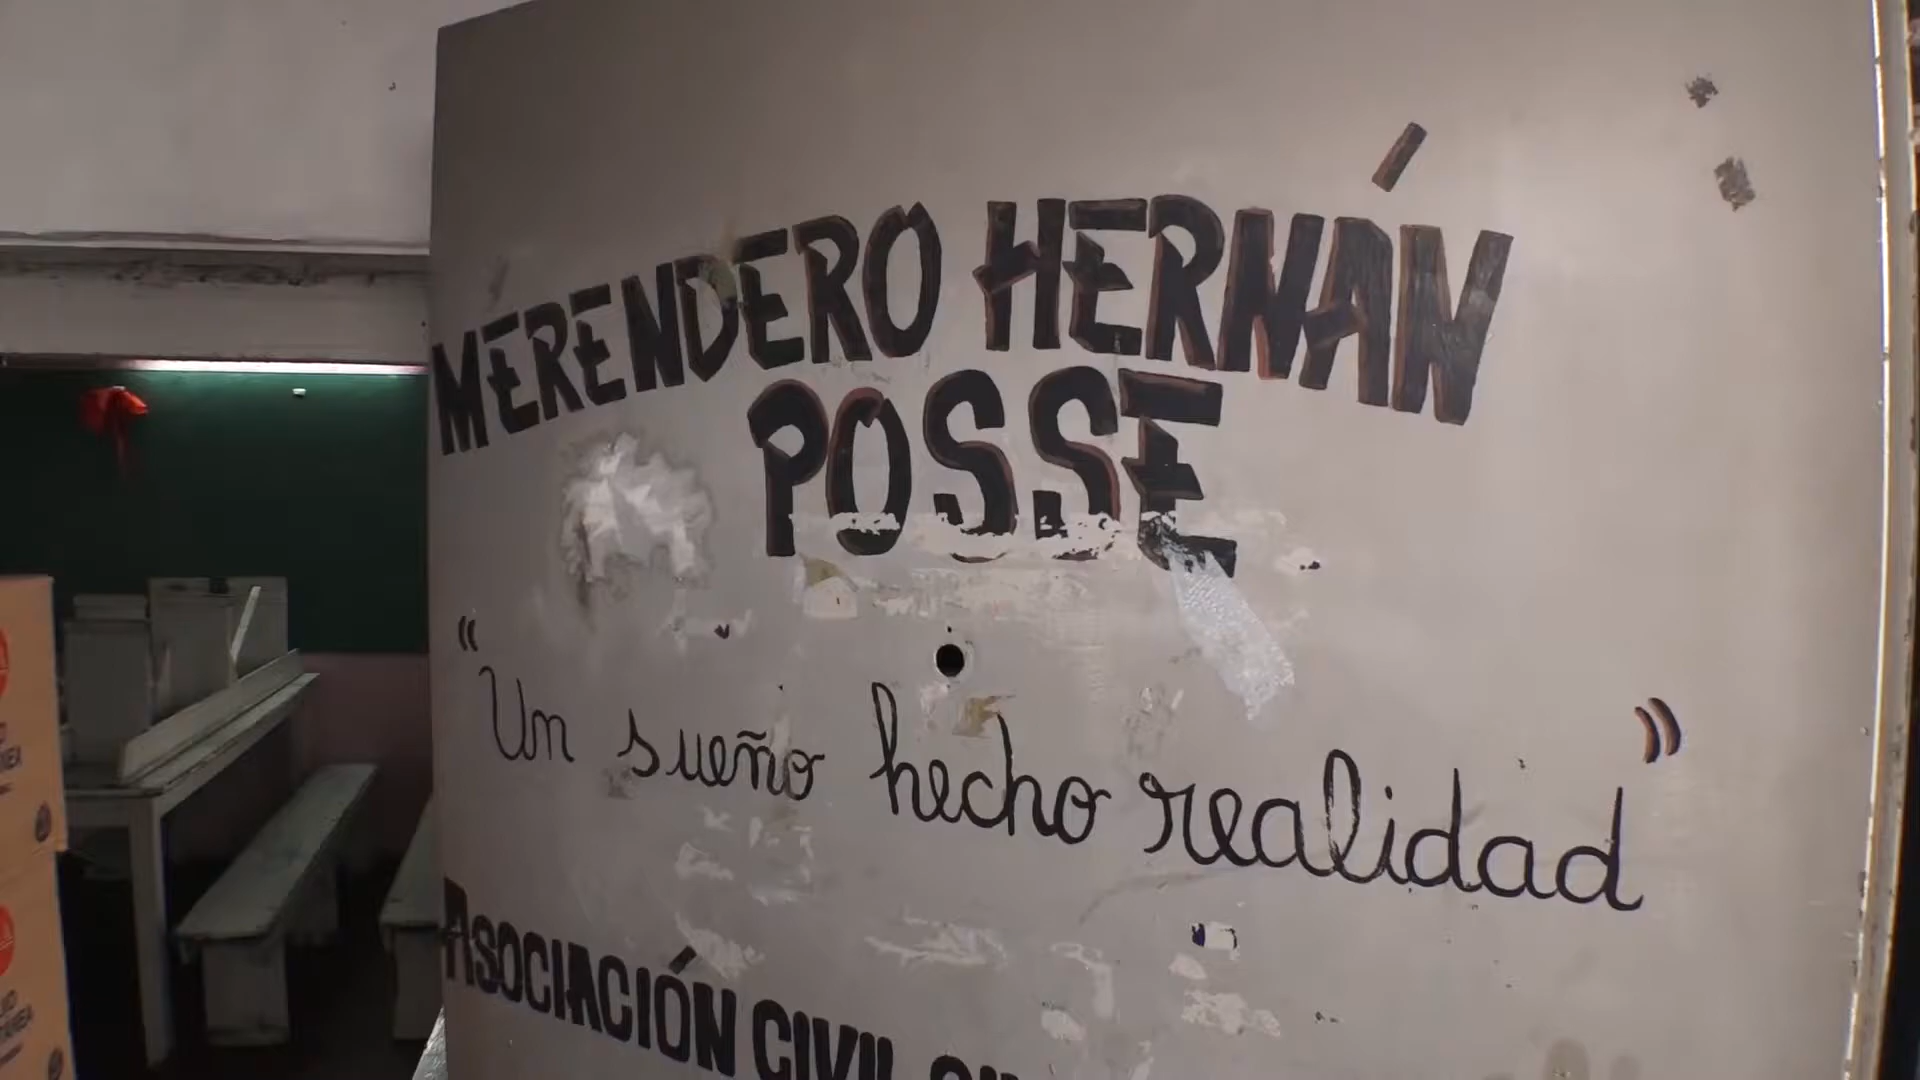 MERENDERO HERNÁN
POSSE
"Un sueño hecho realidad"
ASOCIACIÓN CIVIL